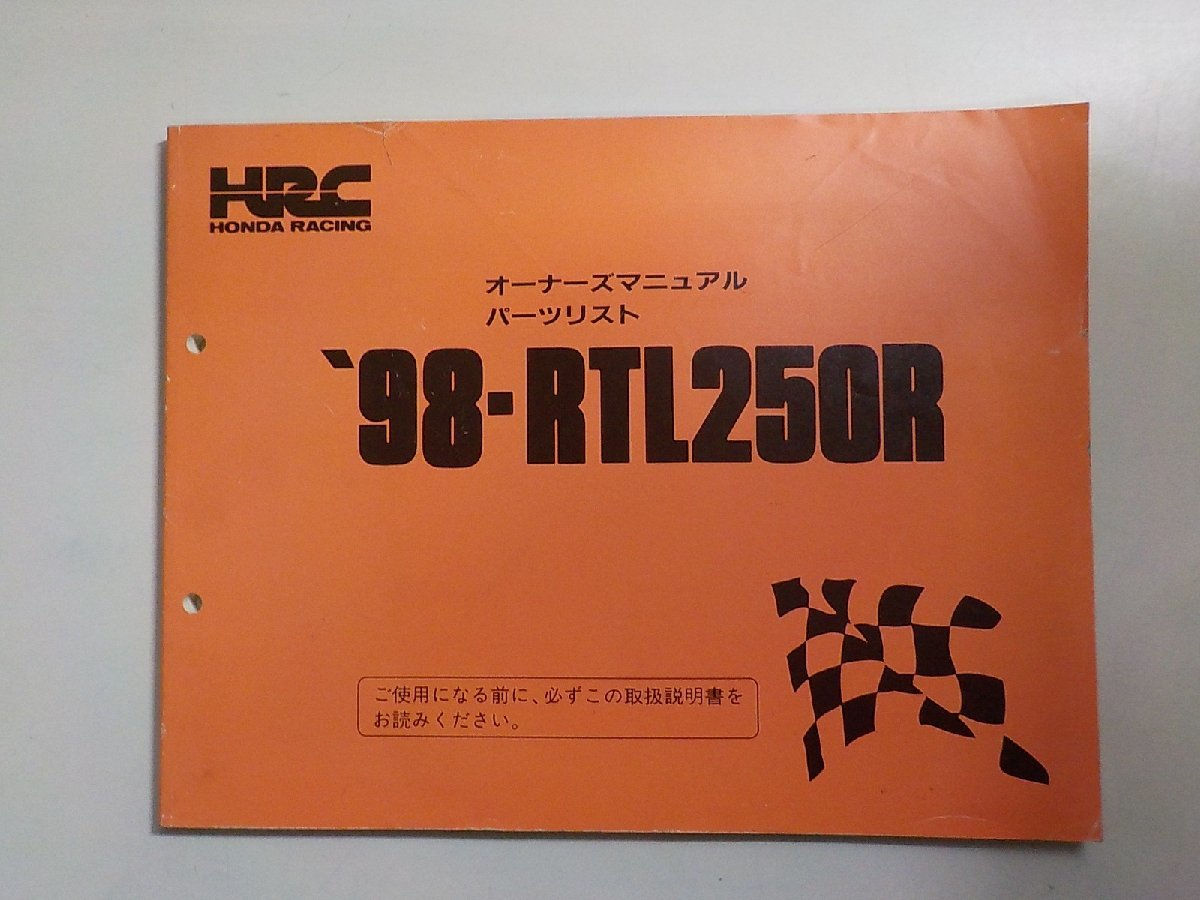 HRC
HONDA RACING
オーナーズマニュアル
パーツリスト
`98-RTL250R
ご使用になる前に、必ずこの取扱説明書を
お読みください。